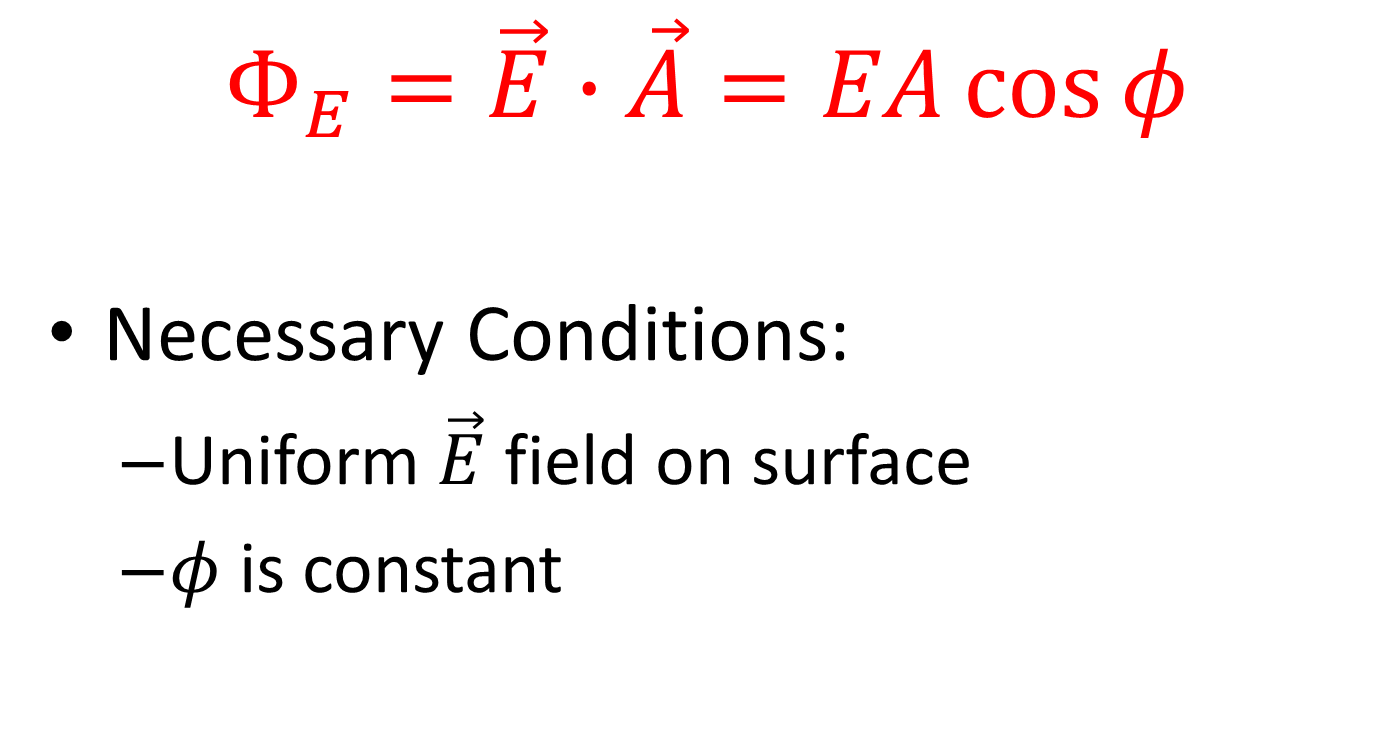 Φ_E = E⃗ · A⃗ = EA cos ϕ
• Necessary Conditions:
–Uniform E⃗ field on surface
–ϕ is constant